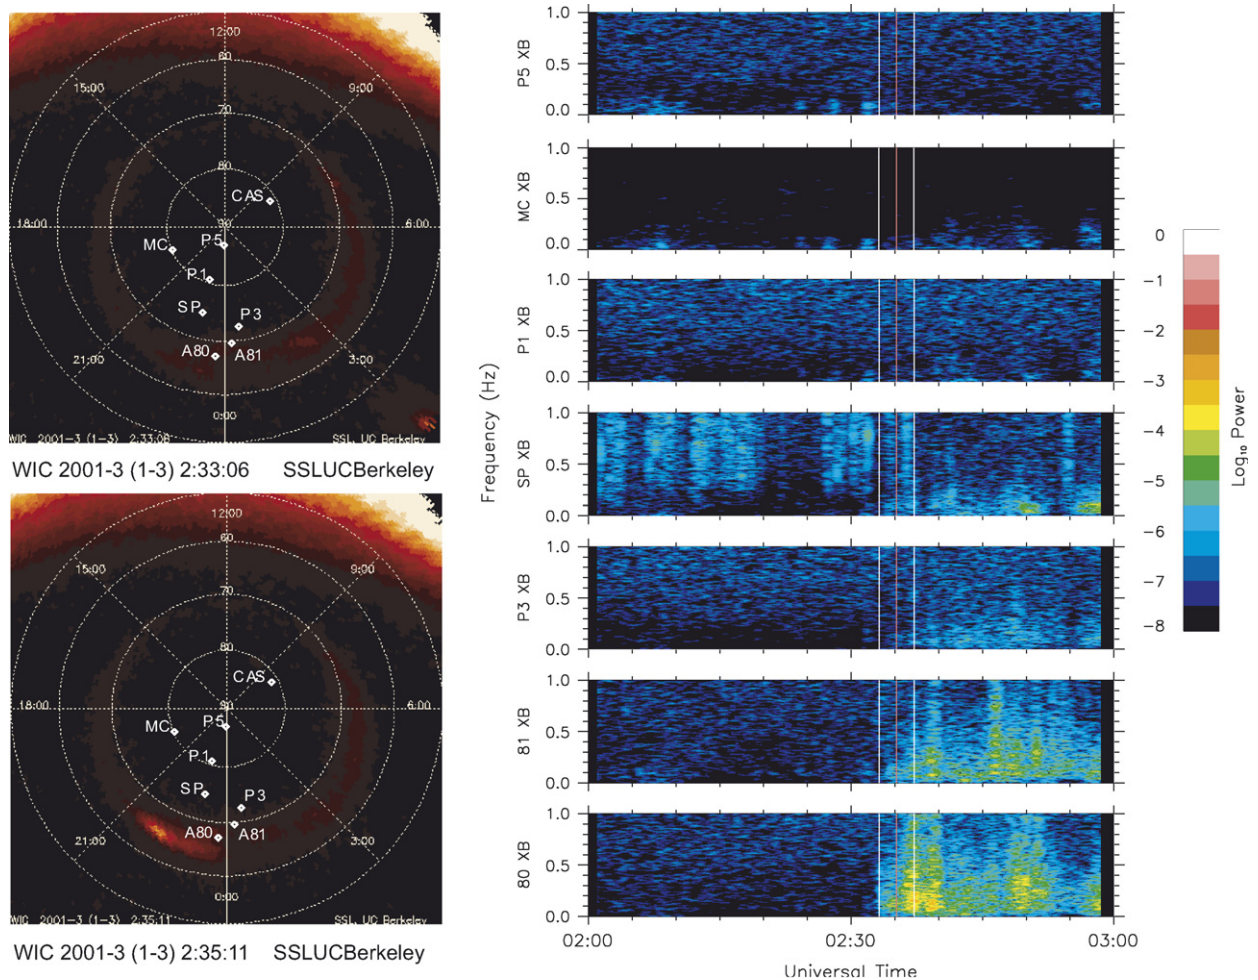 12:00
60
15:00
9:00
70
80
CAS
18:00
90
6:00
MC
P5
P1
SP
P3
A80
A81
21:00
3:00
0:00
WIC 2001-3 (1-3) 2:33:06 SSL, UC Berkeley
WIC 2001-3 (1-3) 2:33:06 SSLUCBerkeley
12:00
60
15:00
9:00
70
80
CAS
18:00
90
6:00
MC
P5
P1
SP
P3
A80
A81
21:00
3:00
0:00
WIC 2001-3 (1-3) 2:35:11 SSL, UC Berkeley
WIC 2001-3 (1-3) 2:35:11 SSLUCBerkeley
Frequency (Hz)
P5 XB
1.0
0.5
0.0
MC XB
1.0
0.5
0.0
P1 XB
1.0
0.5
0.0
SP XB
1.0
0.5
0.0
P3 XB
1.0
0.5
0.0
81 XB
1.0
0.5
0.0
80 XB
1.0
0.5
0.0
02:00 02:30 03:00
Universal Time
0
-1
-2
-3
-4
-5
-6
-7
-8
Log₁₀ Power